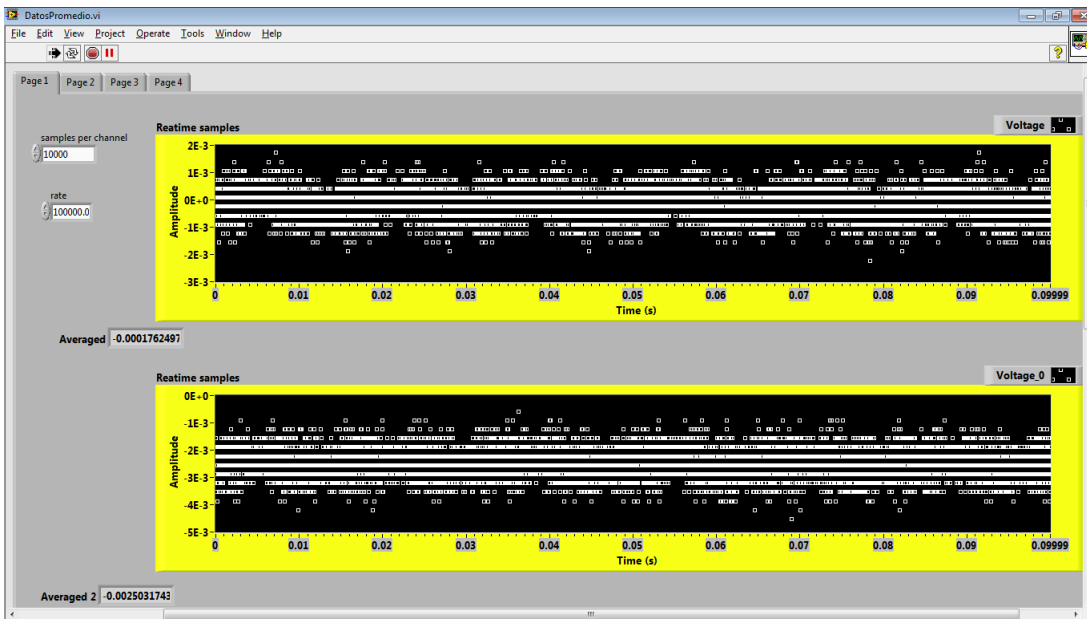 DatosPromedio.vi
File Edit View Project Operate Tools Window Help
Page 1 Page 2 Page 3 Page 4
samples per channel
10000
rate
100000.0
Reatime samples
Voltage
Amplitude
2E-3
1E-3
0E+0
-1E-3
-2E-3
-3E-3
0 0.01 0.02 0.03 0.04 0.05 0.06 0.07 0.08 0.09 0.09999
Time (s)
Averaged -0.0001762497
Reatime samples
Voltage_0
Amplitude
0E+0
-1E-3
-2E-3
-3E-3
-4E-3
-5E-3
0 0.01 0.02 0.03 0.04 0.05 0.06 0.07 0.08 0.09 0.09999
Time (s)
Averaged 2 -0.0025031743